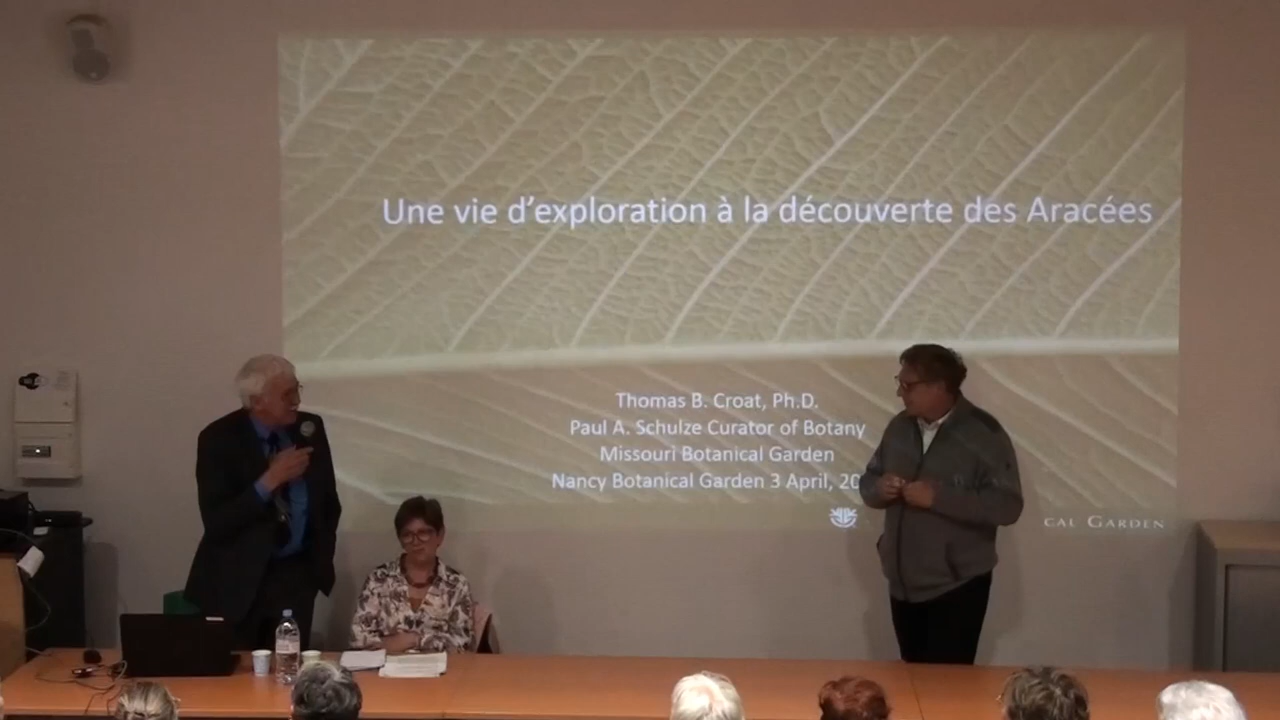 Une vie d'exploration à la découverte des Aracées
Thomas B. Croat, Ph.D.
Paul A. Schulze Curator of Botany
Missouri Botanical Garden
Nancy Botanical Garden 3 April, 20
CAL GARDEN